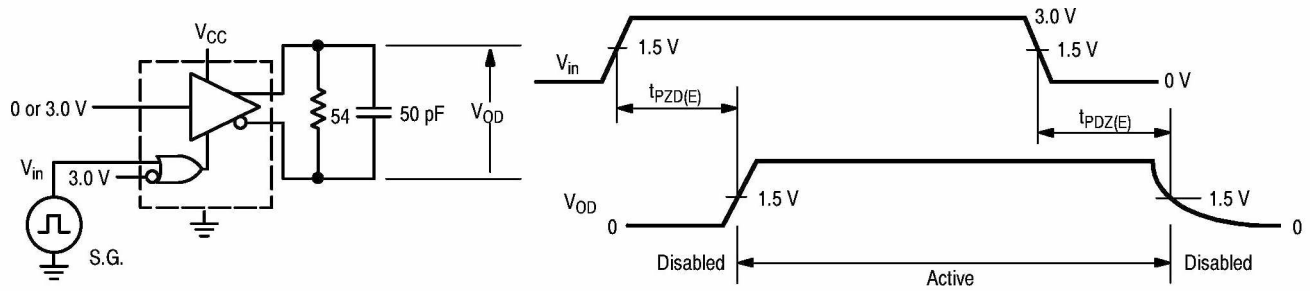 VCC
0 or 3.0 V
Vin
3.0 V
S.G.
54
50 pF
VOD
Vin
1.5 V
3.0 V
1.5 V
0 V
tPZD(E)
tPDZ(E)
VOD
0
1.5 V
1.5 V
0
Disabled
Active
Disabled